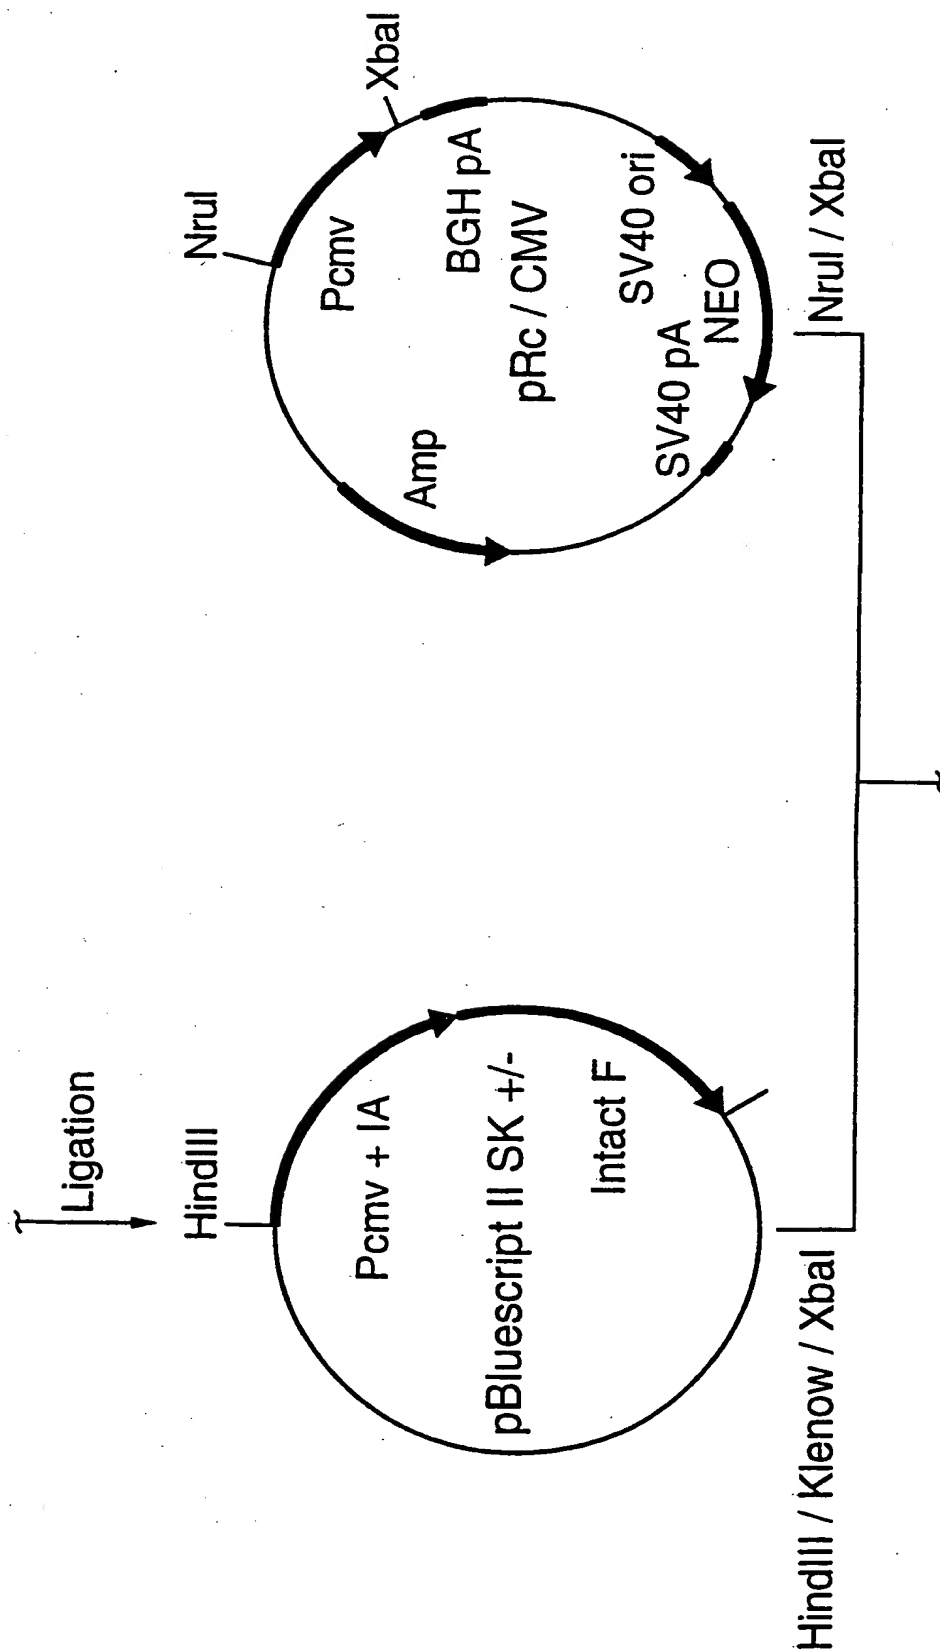 Ligation
HindIII
Pcmv + IA
pBluescript II SK +/-
Intact F
HindIII / Klenow / XbaI
NruI
XbaI
Pcmv
BGH pA
pRc / CMV
Amp
SV40 ori
SV40 pA
NEO
NruI / XbaI